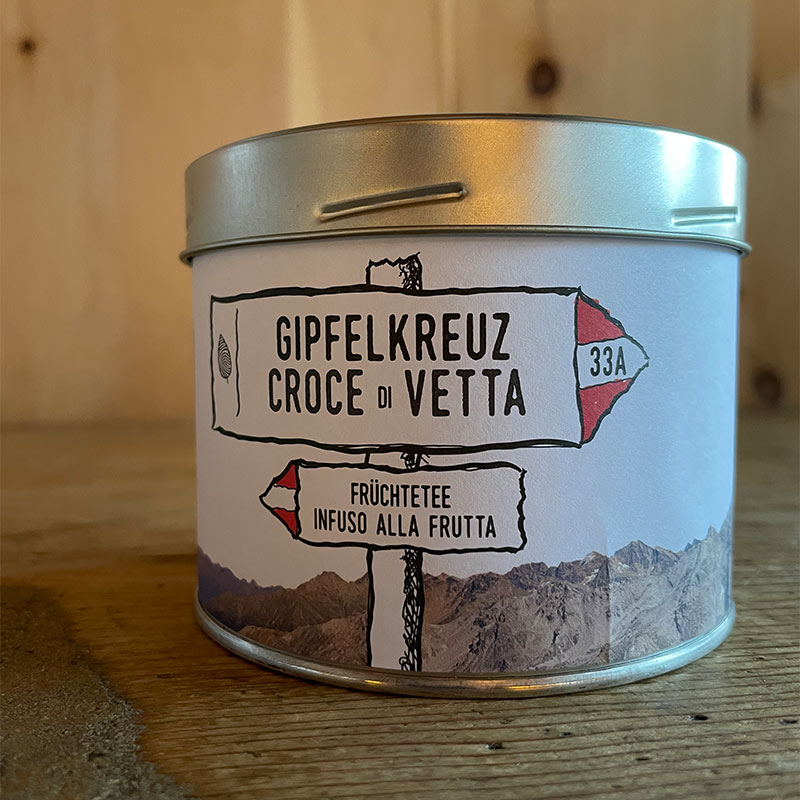 GIPFELKREUZ
CROCE DI VETTA
33A
FRÜCHTETEE
INFUSO ALLA FRUTTA